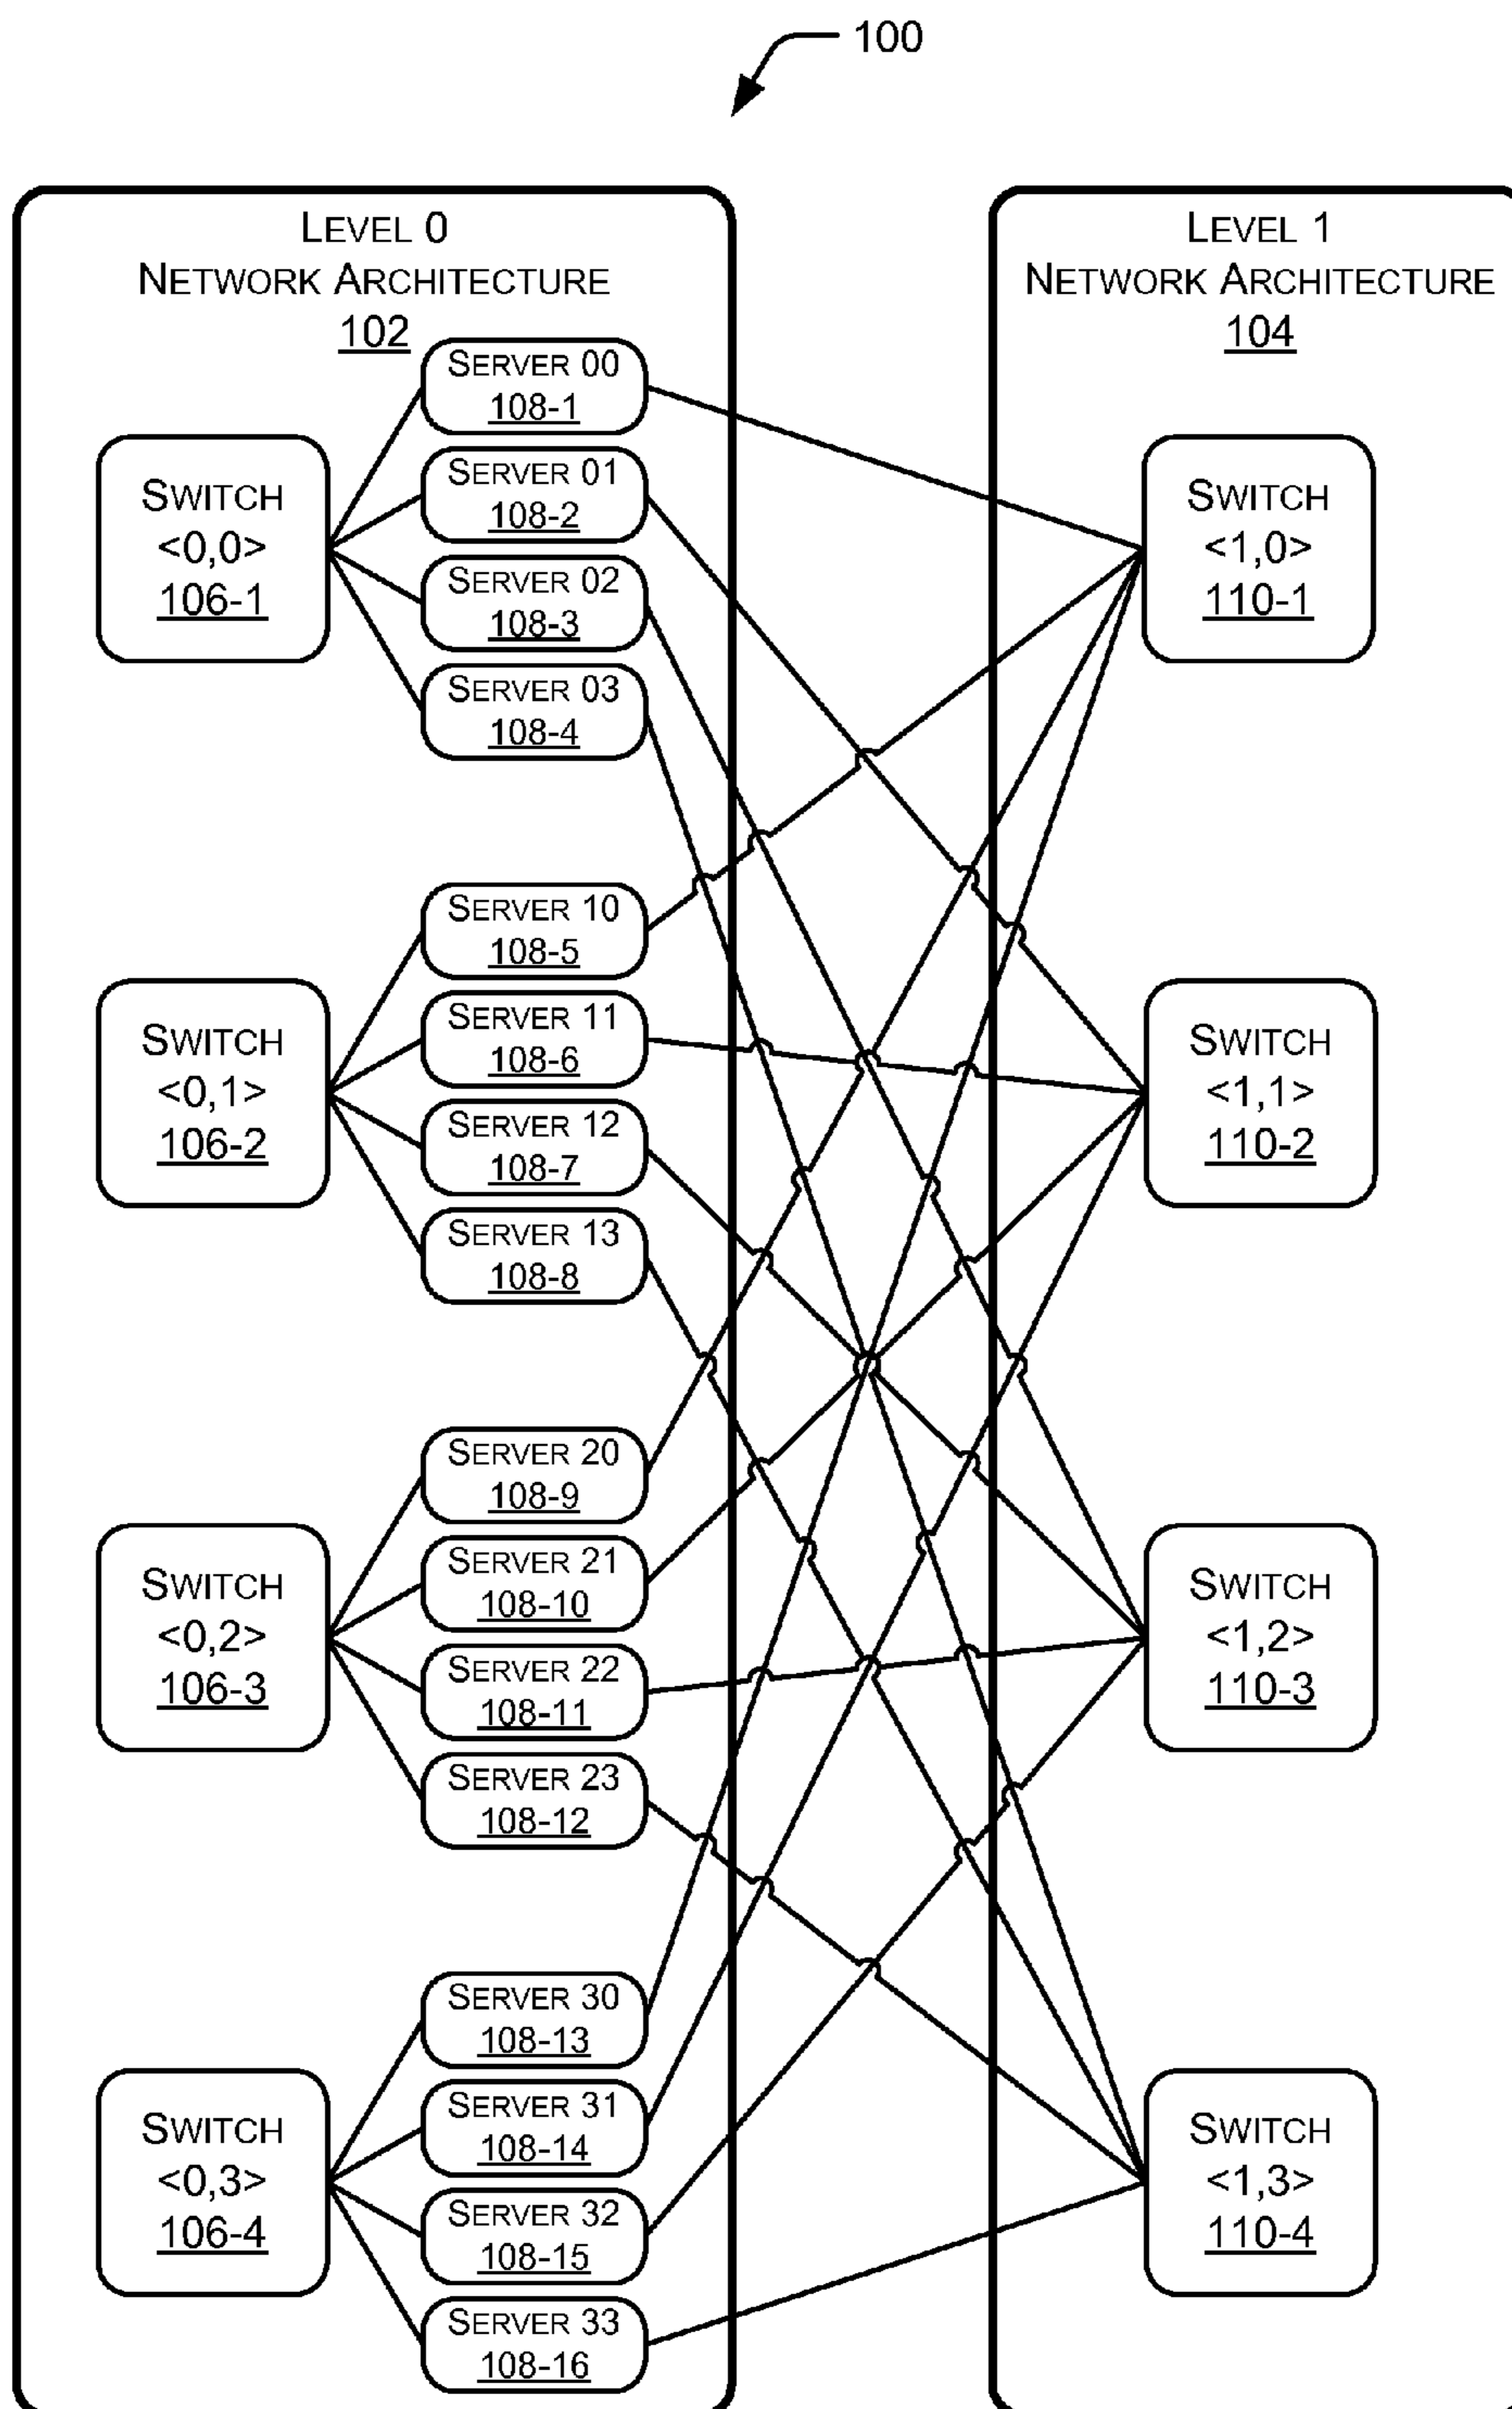 100
LEVEL 0
NETWORK ARCHITECTURE
102
SERVER 00
108-1
SERVER 01
108-2
SERVER 02
108-3
SERVER 03
108-4
SWITCH
<0,0>
106-1
SERVER 10
108-5
SERVER 11
108-6
SERVER 12
108-7
SERVER 13
108-8
SWITCH
<0,1>
106-2
SERVER 20
108-9
SERVER 21
108-10
SERVER 22
108-11
SERVER 23
108-12
SWITCH
<0,2>
106-3
SERVER 30
108-13
SERVER 31
108-14
SERVER 32
108-15
SERVER 33
108-16
SWITCH
<0,3>
106-4
LEVEL 1
NETWORK ARCHITECTURE
104
SWITCH
<1,0>
110-1
SWITCH
<1,1>
110-2
SWITCH
<1,2>
110-3
SWITCH
<1,3>
110-4